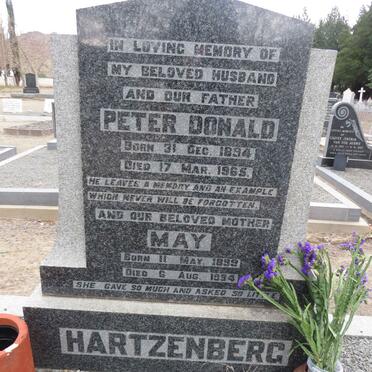 IN LOVING MEMORY OF
MY BELOVED HUSBAND
AND OUR FATHER
PETER DONALD
BORN 31 DEC. 1894
DIED 17 MAR. 1965.
HE LEAVES A MEMORY AND AN EXAMPLE
WHICH NEVER WILL BE FORGOTTEN.
AND OUR BELOVED MOTHER
MAY
BORN 11 MAY. 1899
DIED 6 AUG. 1994
SHE GAVE SO MUCH AND ASKED SO
HARTZENBERG